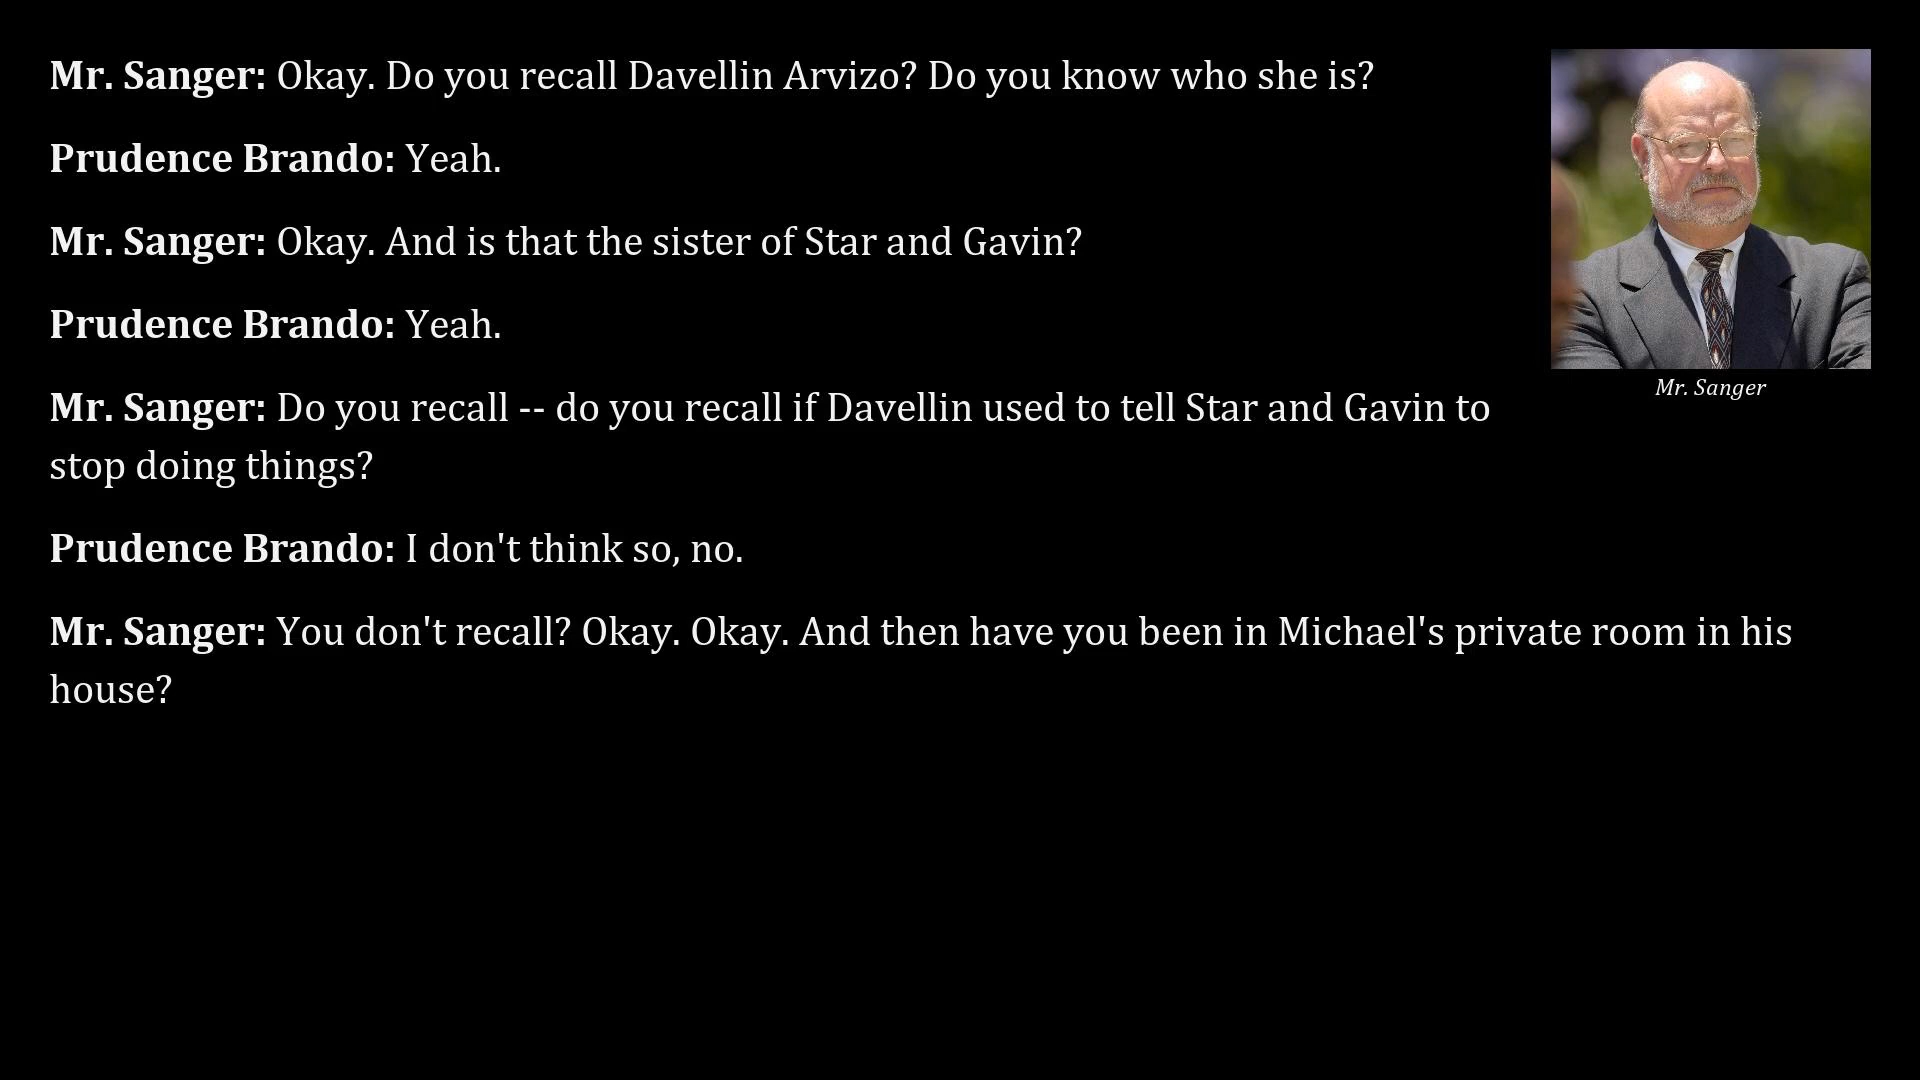 Mr. Sanger: Okay. Do you recall Davellin Arvizo? Do you know who she is?
Prudence Brando: Yeah.
Mr. Sanger: Okay. And is that the sister of Star and Gavin?
Prudence Brando: Yeah.
Mr. Sanger: Do you recall -- do you recall if Davellin used to tell Star and Gavin to
stop doing things?
Prudence Brando: I don't think so, no.
Mr. Sanger: You don't recall? Okay. Okay. And then have you been in Michael's private room in his
house?
Mr. Sanger